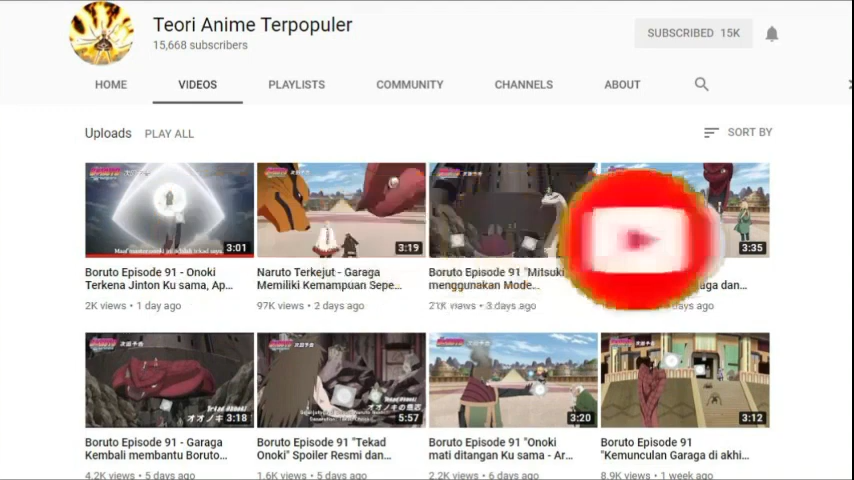 Teori Anime Terpopuler
15,668 subscribers
SUBSCRIBED 15K
HOME VIDEOS PLAYLISTS COMMUNITY CHANNELS ABOUT
Uploads PLAY ALL SORT BY
3:01 3:19 3:35
Boruto Episode 91 - Onoki
Terkena Jinton Ku sama, Ap...
2K views • 1 day ago
Naruto Terkejut - Garaga
Memiliki Kemampuan Sepe...
97K views • 2 days ago
Boruto Episode 91 "Mitsuki
menggunakan Mode...
21K views • 3 days ago
dan...
days ago
3:18 5:57 3:20 3:12
Boruto Episode 91 - Garaga
Kembali membantu Boruto...
4.2K views • 5 days ago
Boruto Episode 91 "Tekad
Onoki" Spoiler Resmi dan...
1.6K views • 5 days ago
Boruto Episode 91 "Onoki
mati ditangan Ku sama - Ar...
2.2K views • 6 days ago
Boruto Episode 91
"Kemunculan Garaga di akhi...
8.9K views • 1 week ago